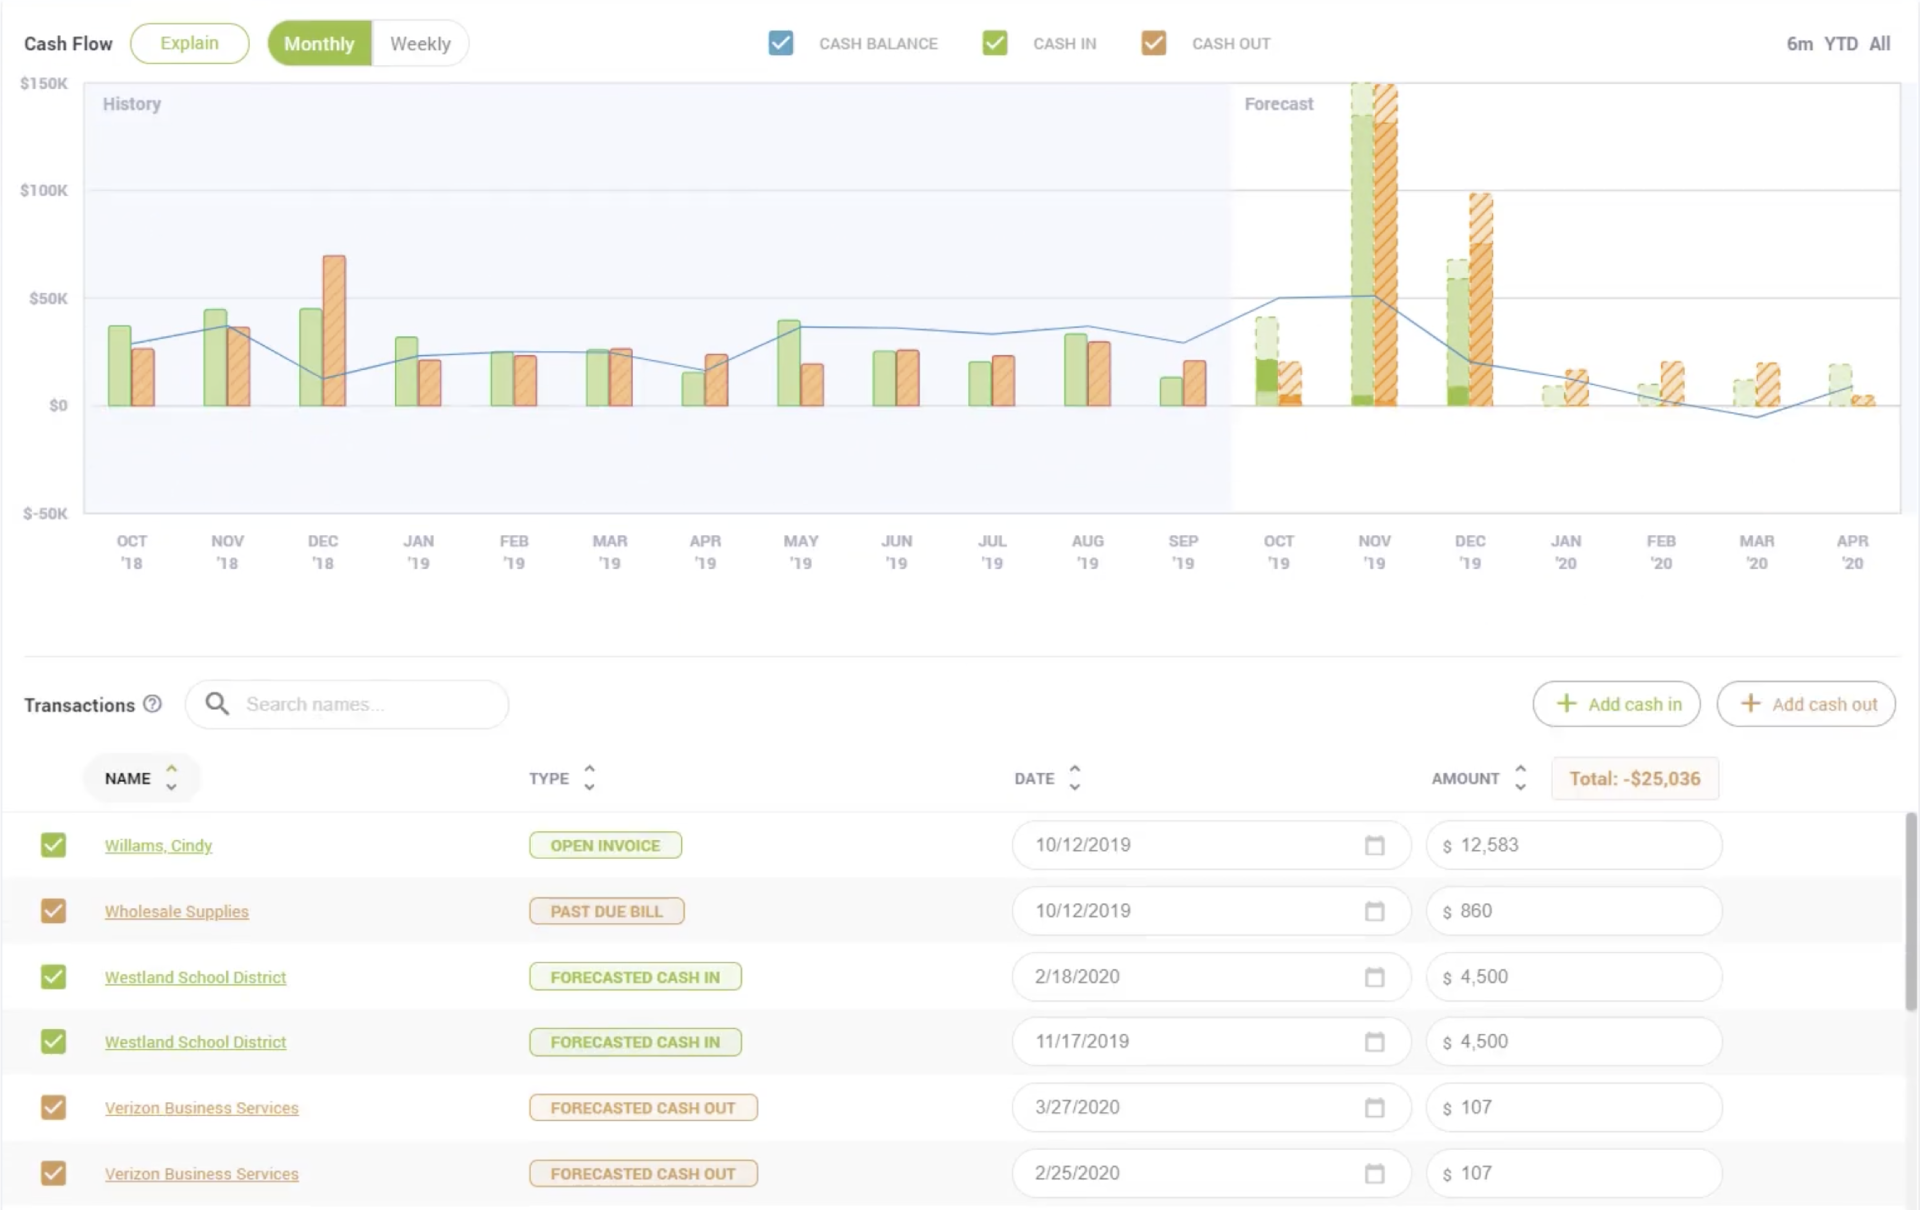 Cash Flow Explain Monthly Weekly CASH BALANCE CASH IN CASH OUT 6m YTD All
$150K
History Forecast
$100K
$50K
$0
$-50K
OCT NOV DEC JAN FEB MAR APR MAY JUN JUL AUG SEP OCT NOV DEC JAN FEB MAR APR
'18 '18 '18 '19 '19 '19 '19 '19 '19 '19 '19 '19 '19 '19 '19 '20 '20 '20 '20
Transactions ? Search names... + Add cash in + Add cash out
NAME TYPE DATE AMOUNT Total: -$25,036
Willams, Cindy OPEN INVOICE 10/12/2019 $ 12,583
Wholesale Supplies PAST DUE BILL 10/12/2019 $ 860
Westland School District FORECASTED CASH IN 2/18/2020 $ 4,500
Westland School District FORECASTED CASH IN 11/17/2019 $ 4,500
Verizon Business Services FORECASTED CASH OUT 3/27/2020 $ 107
Verizon Business Services FORECASTED CASH OUT 2/25/2020 $ 107